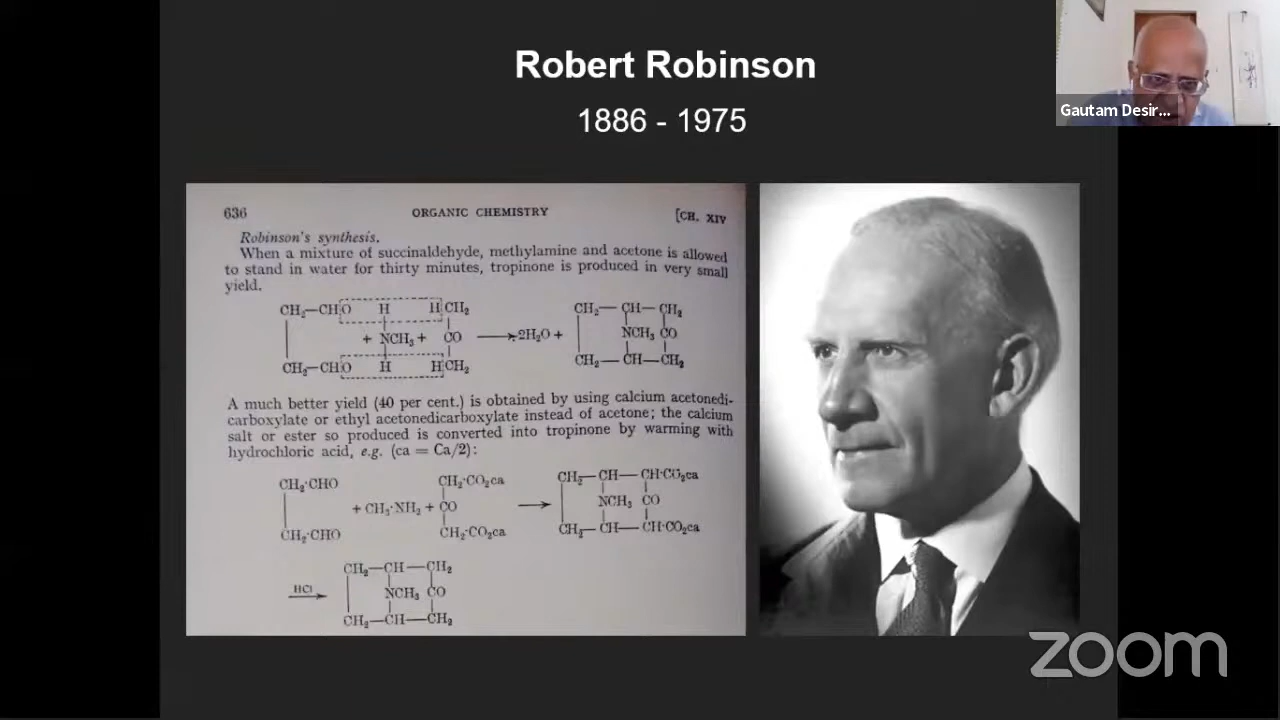 Robert Robinson
1886 - 1975
Gautam Desir...
636 ORGANIC CHEMISTRY [CH. XIV
Robinson's synthesis.
When a mixture of succinaldehyde, methylamine and acetone is allowed
to stand in water for thirty minutes, tropinone is produced in very small
yield.
CH₂—CHO H H CH₂ CH₂—CH—CH₂
+ NCH₃ + CO ⟶ 2H₂O + NCH₃ CO
CH₂—CHO H H CH₂ CH₂—CH—CH₂
A much better yield (40 per cent.) is obtained by using calcium acetonedi-
carboxylate or ethyl acetonedicarboxylate instead of acetone; the calcium
salt or ester so produced is converted into tropinone by warming with
hydrochloric acid, e.g. (ca = Ca/2):
CH₂·CHO CH₂·CO₂ca CH₂—CH—CH·CO₂ca
+ CH₃·NH₂ + CO ⟶ NCH₃ CO
CH₂·CHO CH₂·CO₂ca CH₂—CH—CH·CO₂ca
CH₂—CH—CH₂
HCl NCH₃ CO
CH₂—CH—CH₂
zoom